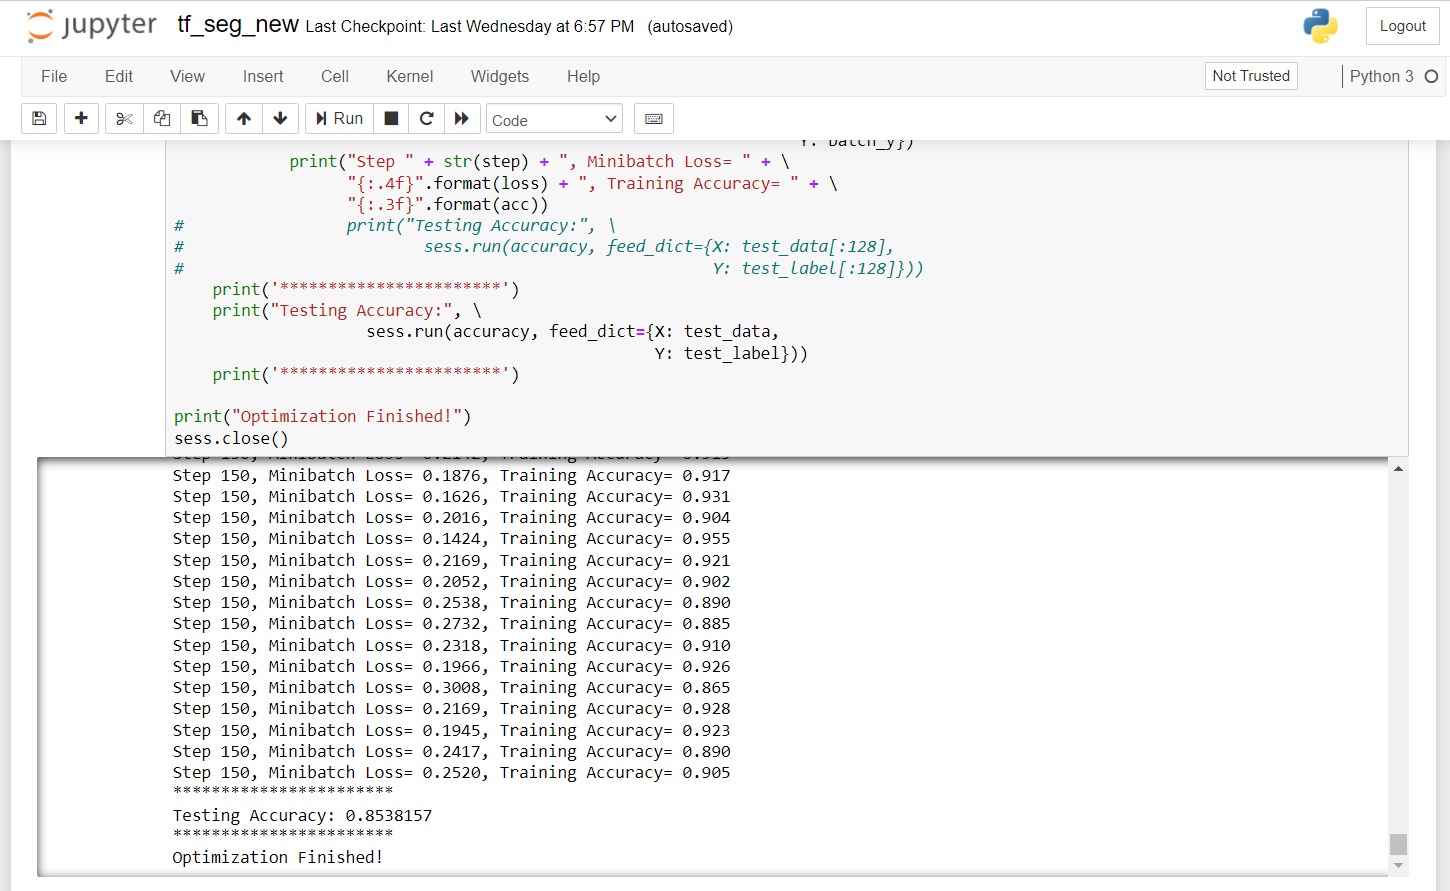 jupyter tf_seg_new Last Checkpoint: Last Wednesday at 6:57 PM (autosaved)
Logout
File Edit View Insert Cell Kernel Widgets Help
Not Trusted
Python 3
Run
Code
Y: batch_y})
print("Step " + str(step) + ", Minibatch Loss= " + \
"{:.4f}".format(loss) + ", Training Accuracy= " + \
"{:.3f}".format(acc))
# print("Testing Accuracy:", \
# sess.run(accuracy, feed_dict={X: test_data[:128],
# Y: test_label[:128]}))
print('***********************')
print("Testing Accuracy:", \
sess.run(accuracy, feed_dict={X: test_data,
Y: test_label}))
print('***********************')
print("Optimization Finished!")
sess.close()
Step 150, Minibatch Loss= 0.1876, Training Accuracy= 0.917
Step 150, Minibatch Loss= 0.1626, Training Accuracy= 0.931
Step 150, Minibatch Loss= 0.2016, Training Accuracy= 0.904
Step 150, Minibatch Loss= 0.1424, Training Accuracy= 0.955
Step 150, Minibatch Loss= 0.2169, Training Accuracy= 0.921
Step 150, Minibatch Loss= 0.2052, Training Accuracy= 0.902
Step 150, Minibatch Loss= 0.2538, Training Accuracy= 0.890
Step 150, Minibatch Loss= 0.2732, Training Accuracy= 0.885
Step 150, Minibatch Loss= 0.2318, Training Accuracy= 0.910
Step 150, Minibatch Loss= 0.1966, Training Accuracy= 0.926
Step 150, Minibatch Loss= 0.3008, Training Accuracy= 0.865
Step 150, Minibatch Loss= 0.2169, Training Accuracy= 0.928
Step 150, Minibatch Loss= 0.1945, Training Accuracy= 0.923
Step 150, Minibatch Loss= 0.2417, Training Accuracy= 0.890
Step 150, Minibatch Loss= 0.2520, Training Accuracy= 0.905
***********************
Testing Accuracy: 0.8538157
***********************
Optimization Finished!